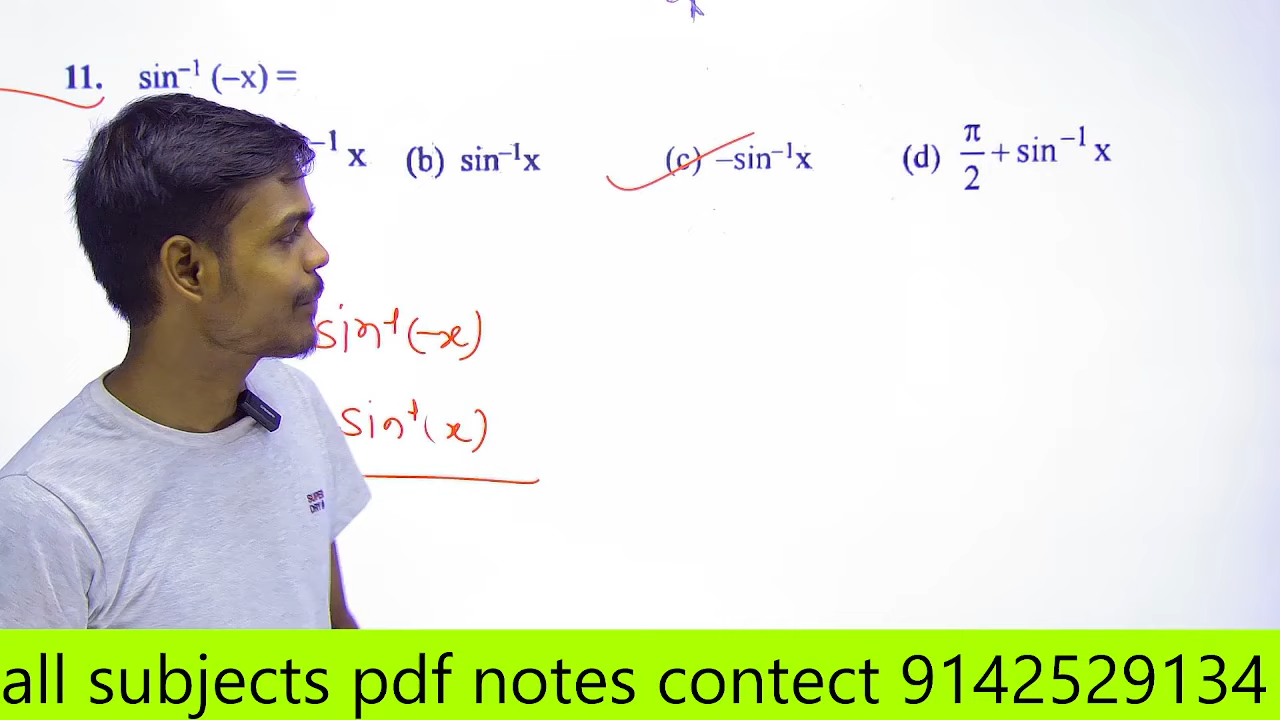 11. sin⁻¹ (–x) =
⁻¹ x (b) sin⁻¹x (c) –sin⁻¹x (d) π/2 + sin⁻¹ x
sin⁻¹(-x)
sin⁻¹(x)
all subjects pdf notes contect 9142529134